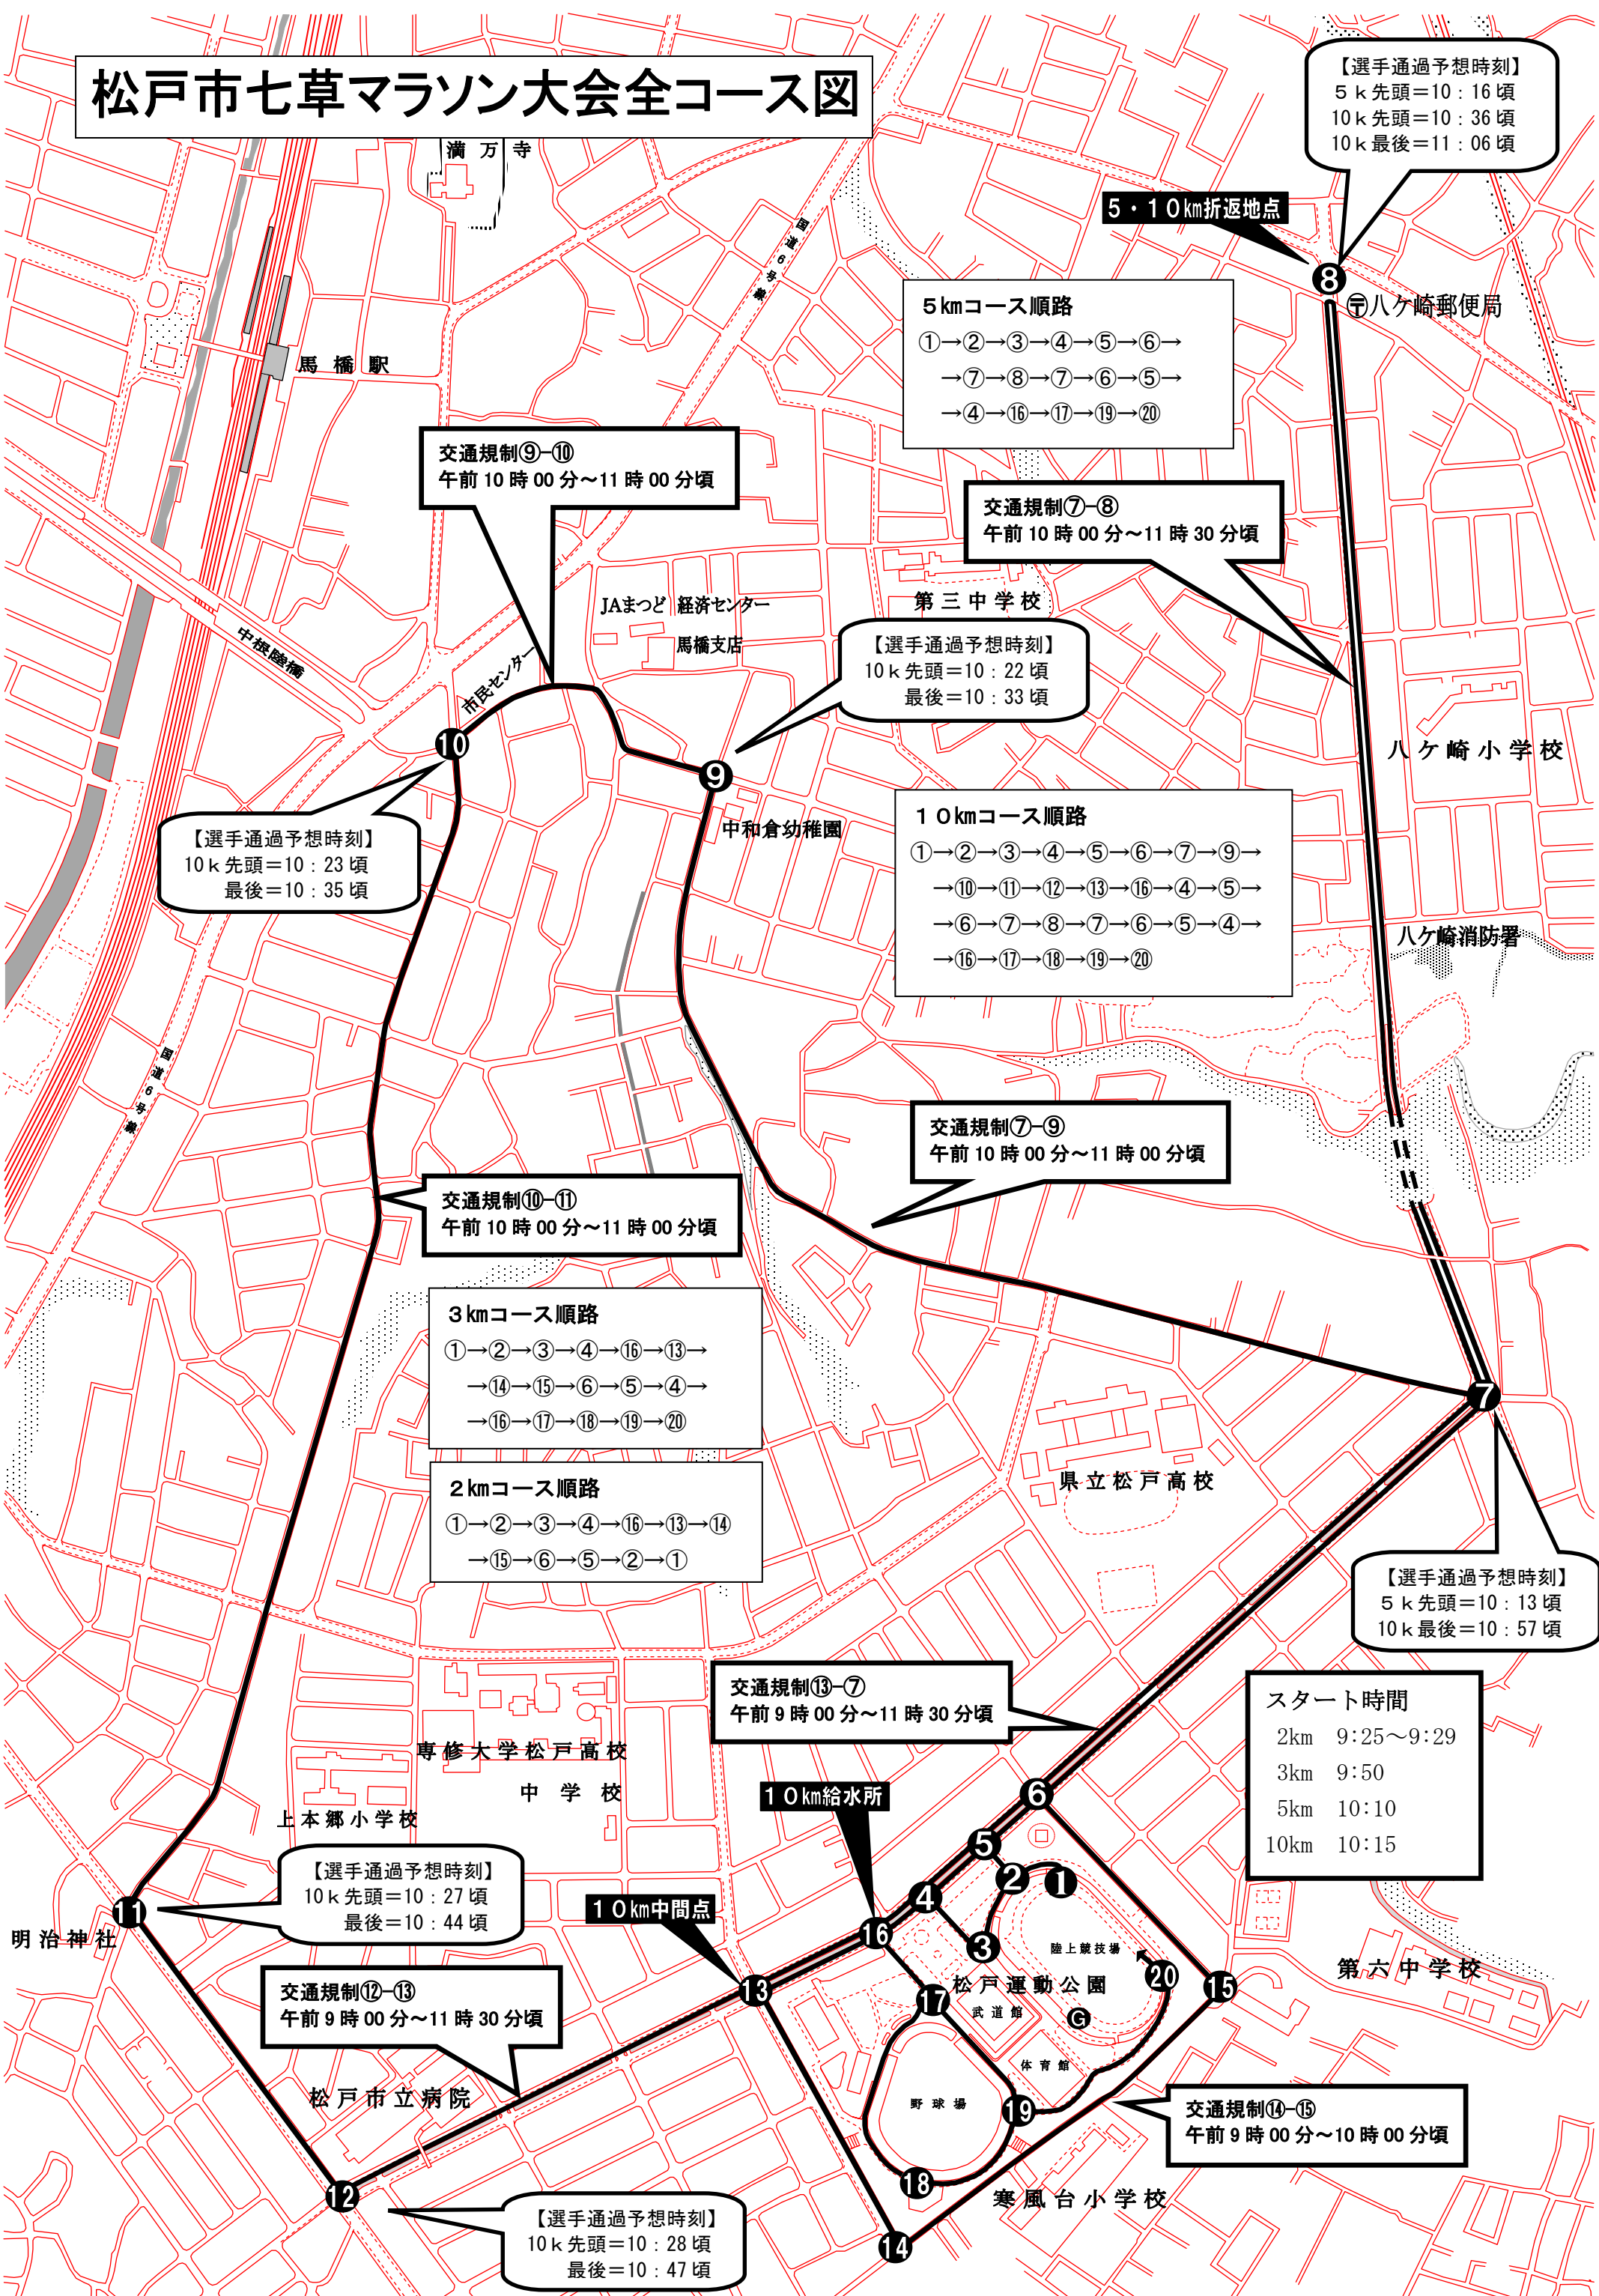 松戸市七草マラソン大会全コース図
【選手通過予想時刻】
5k先頭＝10：16頃
10k先頭＝10：36頃
10k最後＝11：06頃
満万寺
国道6号線
5・10㎞折返地点
8
〒八ケ崎郵便局
5㎞コース順路
①→②→③→④→⑤→⑥→
→⑦→⑧→⑦→⑥→⑤→
→④→⑯→⑰→⑲→⑳
馬橋駅
交通規制⑨−⑩
午前10時00分～11時00分頃
交通規制⑦−⑧
午前10時00分～11時30分頃
JAまつど 経済センター
馬橋支店
第三中学校
中根陸橋
市民センター
【選手通過予想時刻】
10k先頭＝10：22頃
最後＝10：33頃
10
9
八ケ崎小学校
中和倉幼稚園
【選手通過予想時刻】
10k先頭＝10：23頃
最後＝10：35頃
10㎞コース順路
①→②→③→④→⑤→⑥→⑦→⑨→
→⑩→⑪→⑫→⑬→⑯→④→⑤→
→⑥→⑦→⑧→⑦→⑥→⑤→④→
→⑯→⑰→⑱→⑲→⑳
八ケ崎消防署
国道6号線
交通規制⑦−⑨
午前10時00分～11時00分頃
交通規制⑩−⑪
午前10時00分～11時00分頃
3㎞コース順路
①→②→③→④→⑯→⑬→
→⑭→⑮→⑥→⑤→④→
→⑯→⑰→⑱→⑲→⑳
7
県立松戸高校
2㎞コース順路
①→②→③→④→⑯→⑬→⑭
→⑮→⑥→⑤→②→①
【選手通過予想時刻】
5k先頭＝10：13頃
10k最後＝10：57頃
交通規制⑬−⑦
午前9時00分～11時30分頃
スタート時間
2km 9:25～9:29
3km 9:50
5km 10:10
10km 10:15
専修大学松戸高校
中学校
上本郷小学校
10㎞給水所
6
5
2
1
4
3
16
【選手通過予想時刻】
10k先頭＝10：27頃
最後＝10：44頃
10㎞中間点
11
明治神社
13
陸上競技場
20
15
松戸運動公園
17
武道館
G
第六中学校
交通規制⑫−⑬
午前9時00分～11時30分頃
体育館
松戸市立病院
野球場
19
交通規制⑭−⑮
午前9時00分～10時00分頃
18
12
寒風台小学校
14
【選手通過予想時刻】
10k先頭＝10：28頃
最後＝10：47頃